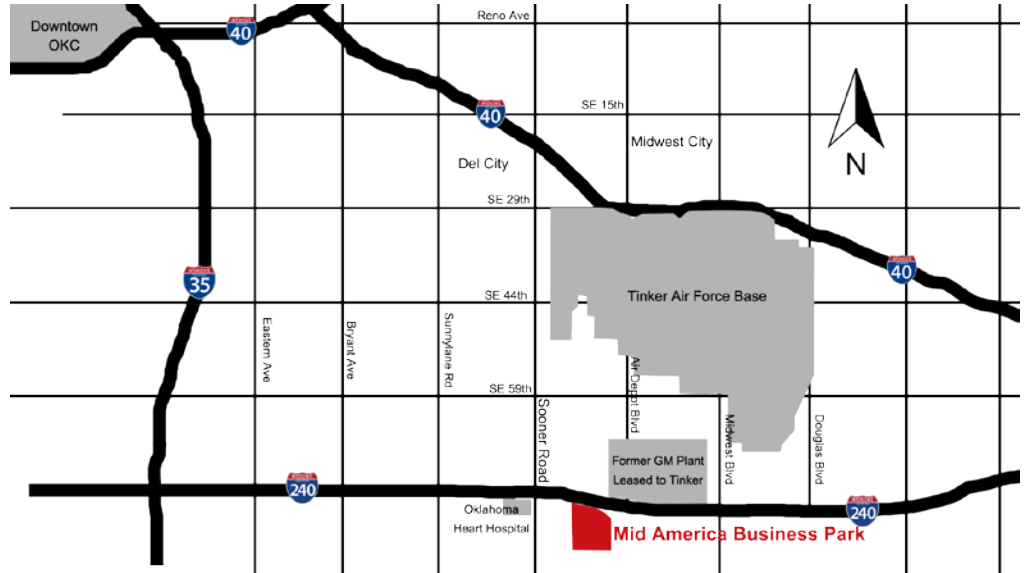 Downtown
OKC
40
Reno Ave
40
SE 15th
Midwest City
Del City
N
SE 29th
35
40
Tinker Air Force Base
SE 44th
Eastern Ave
Bryant Ave
Sunnylane Rd
Air Depot Blvd
SE 59th
Sooner Road
Midwest Blvd
Douglas Blvd
Former GM Plant
Leased to Tinker
240
Oklahoma
Heart Hospital
240
Mid America Business Park